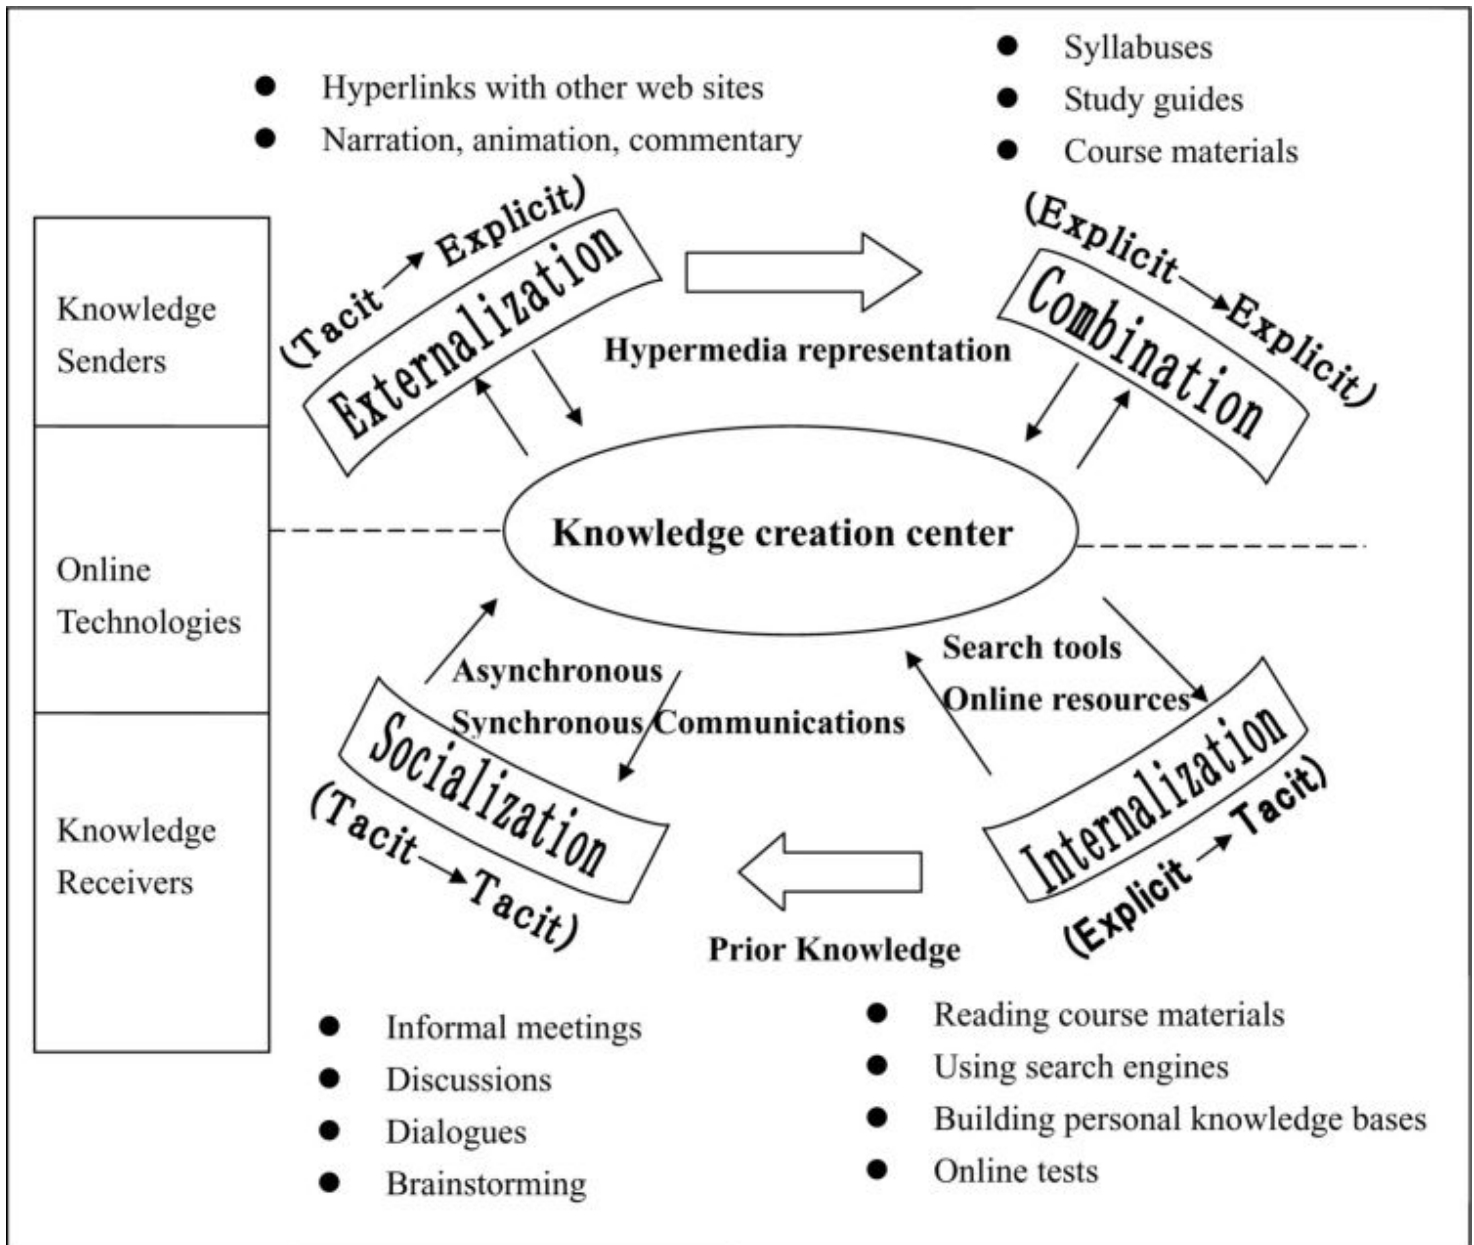 Hyperlinks with other web sites
Narration, animation, commentary
Syllabuses
Study guides
Course materials
Knowledge
Senders
Online
Technologies
Knowledge
Receivers
(Tacit → Explicit)
Externalization
Hypermedia representation
(Explicit → Explicit)
Combination
Knowledge creation center
Asynchronous
Synchronous Communications
Socialization
(Tacit → Tacit)
Search tools
Online resources
Internalization
(Explicit → Tacit)
Prior Knowledge
Informal meetings
Discussions
Dialogues
Brainstorming
Reading course materials
Using search engines
Building personal knowledge bases
Online tests